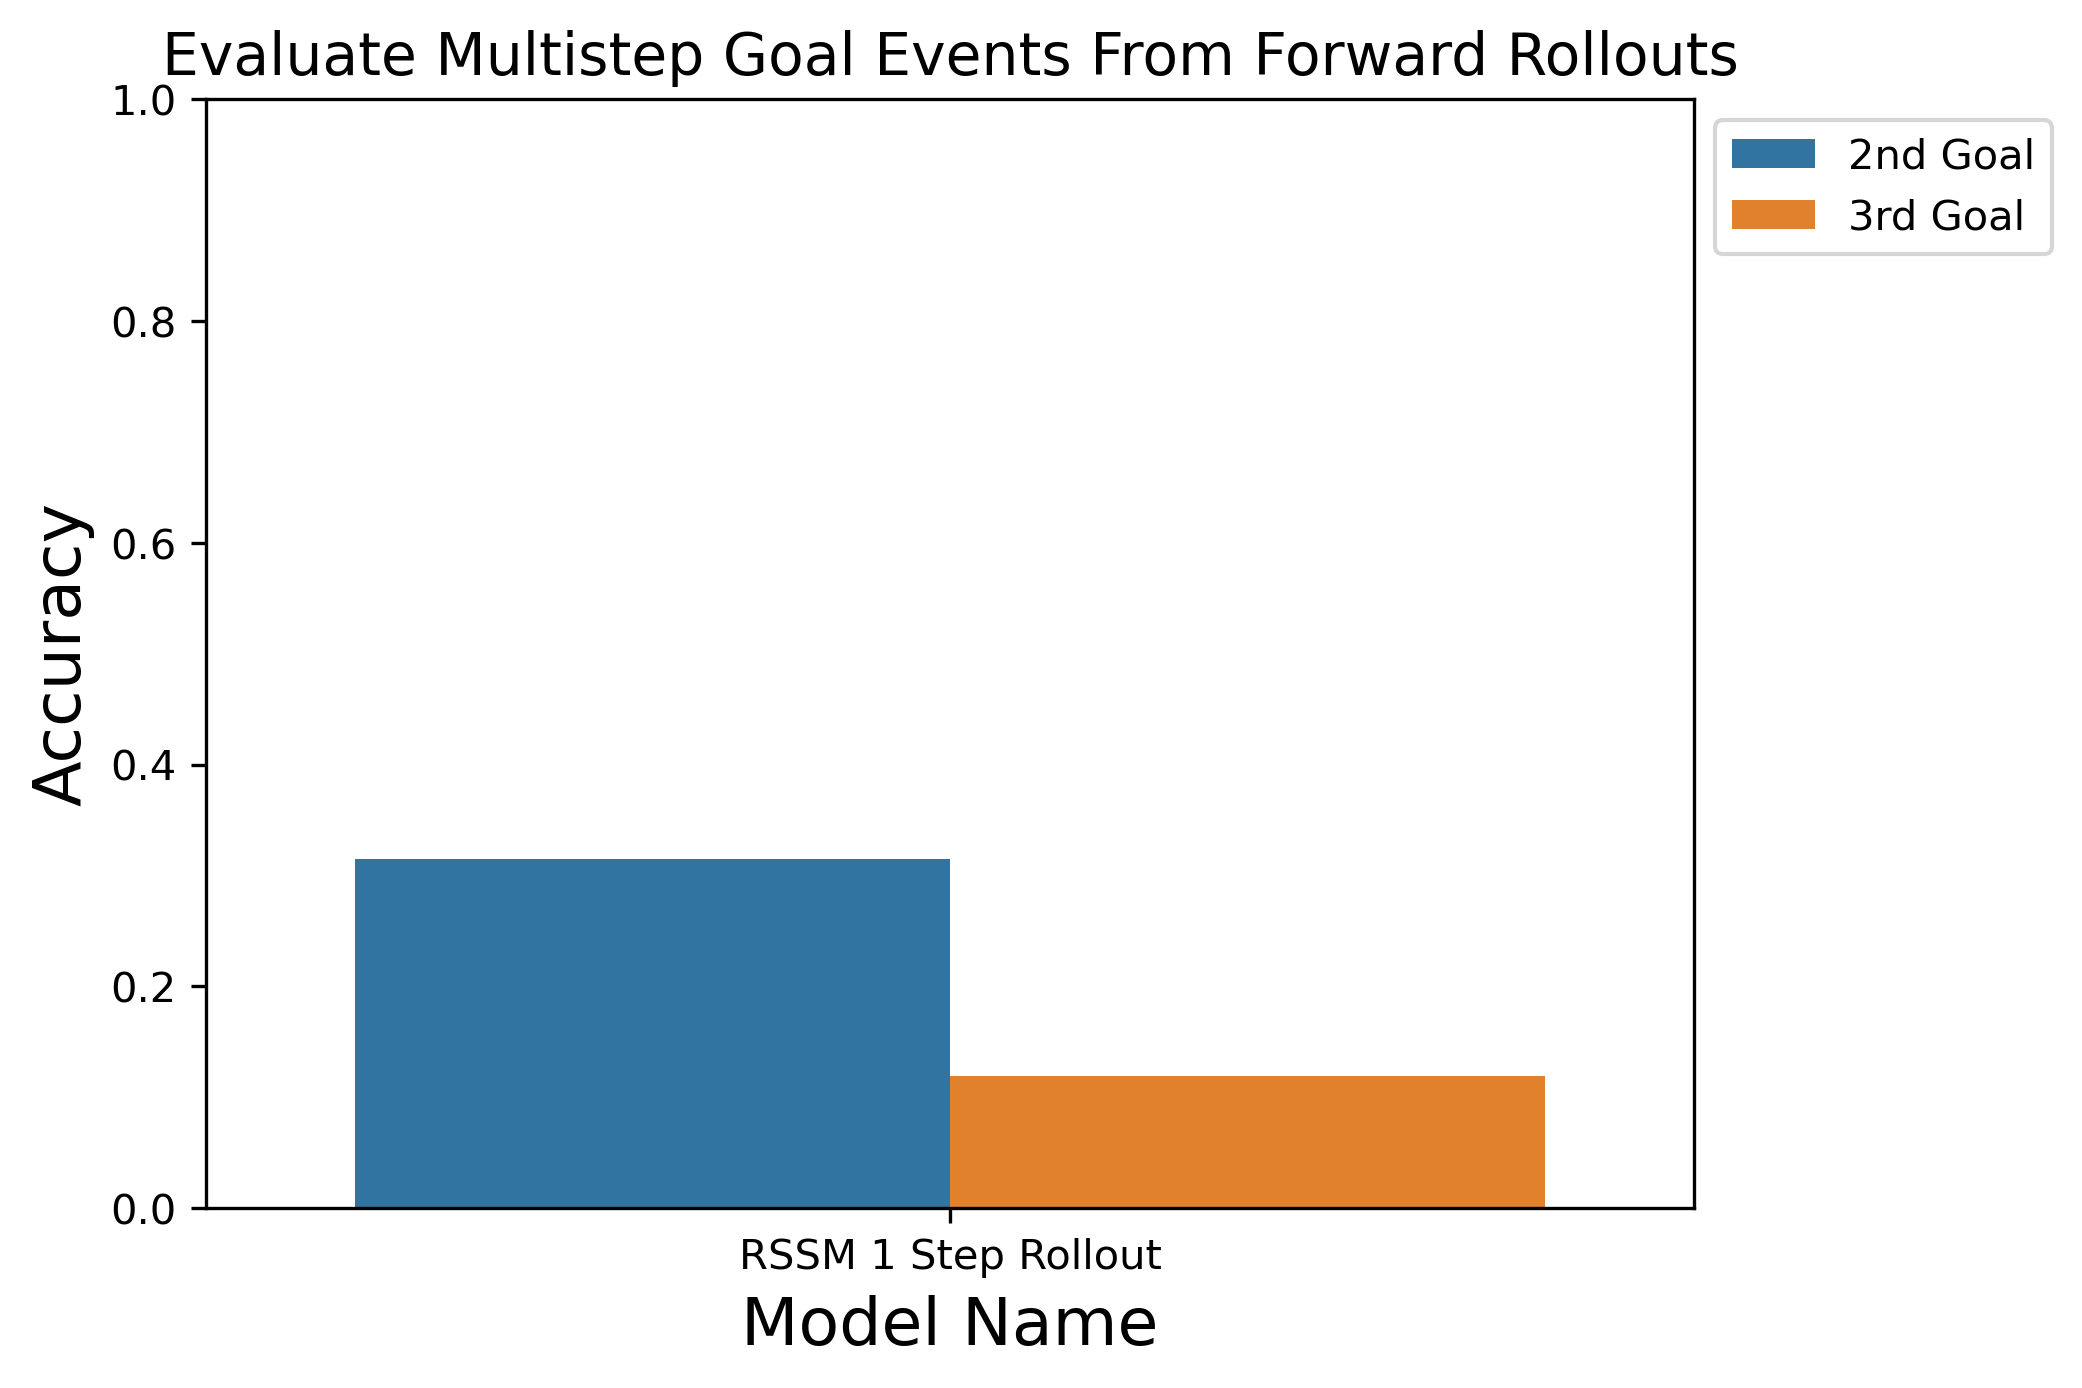 Evaluate Multistep Goal Events From Forward Rollouts
1.0
0.8
0.6
0.4
0.2
0.0
Accuracy
RSSM 1 Step Rollout
Model Name
2nd Goal
3rd Goal